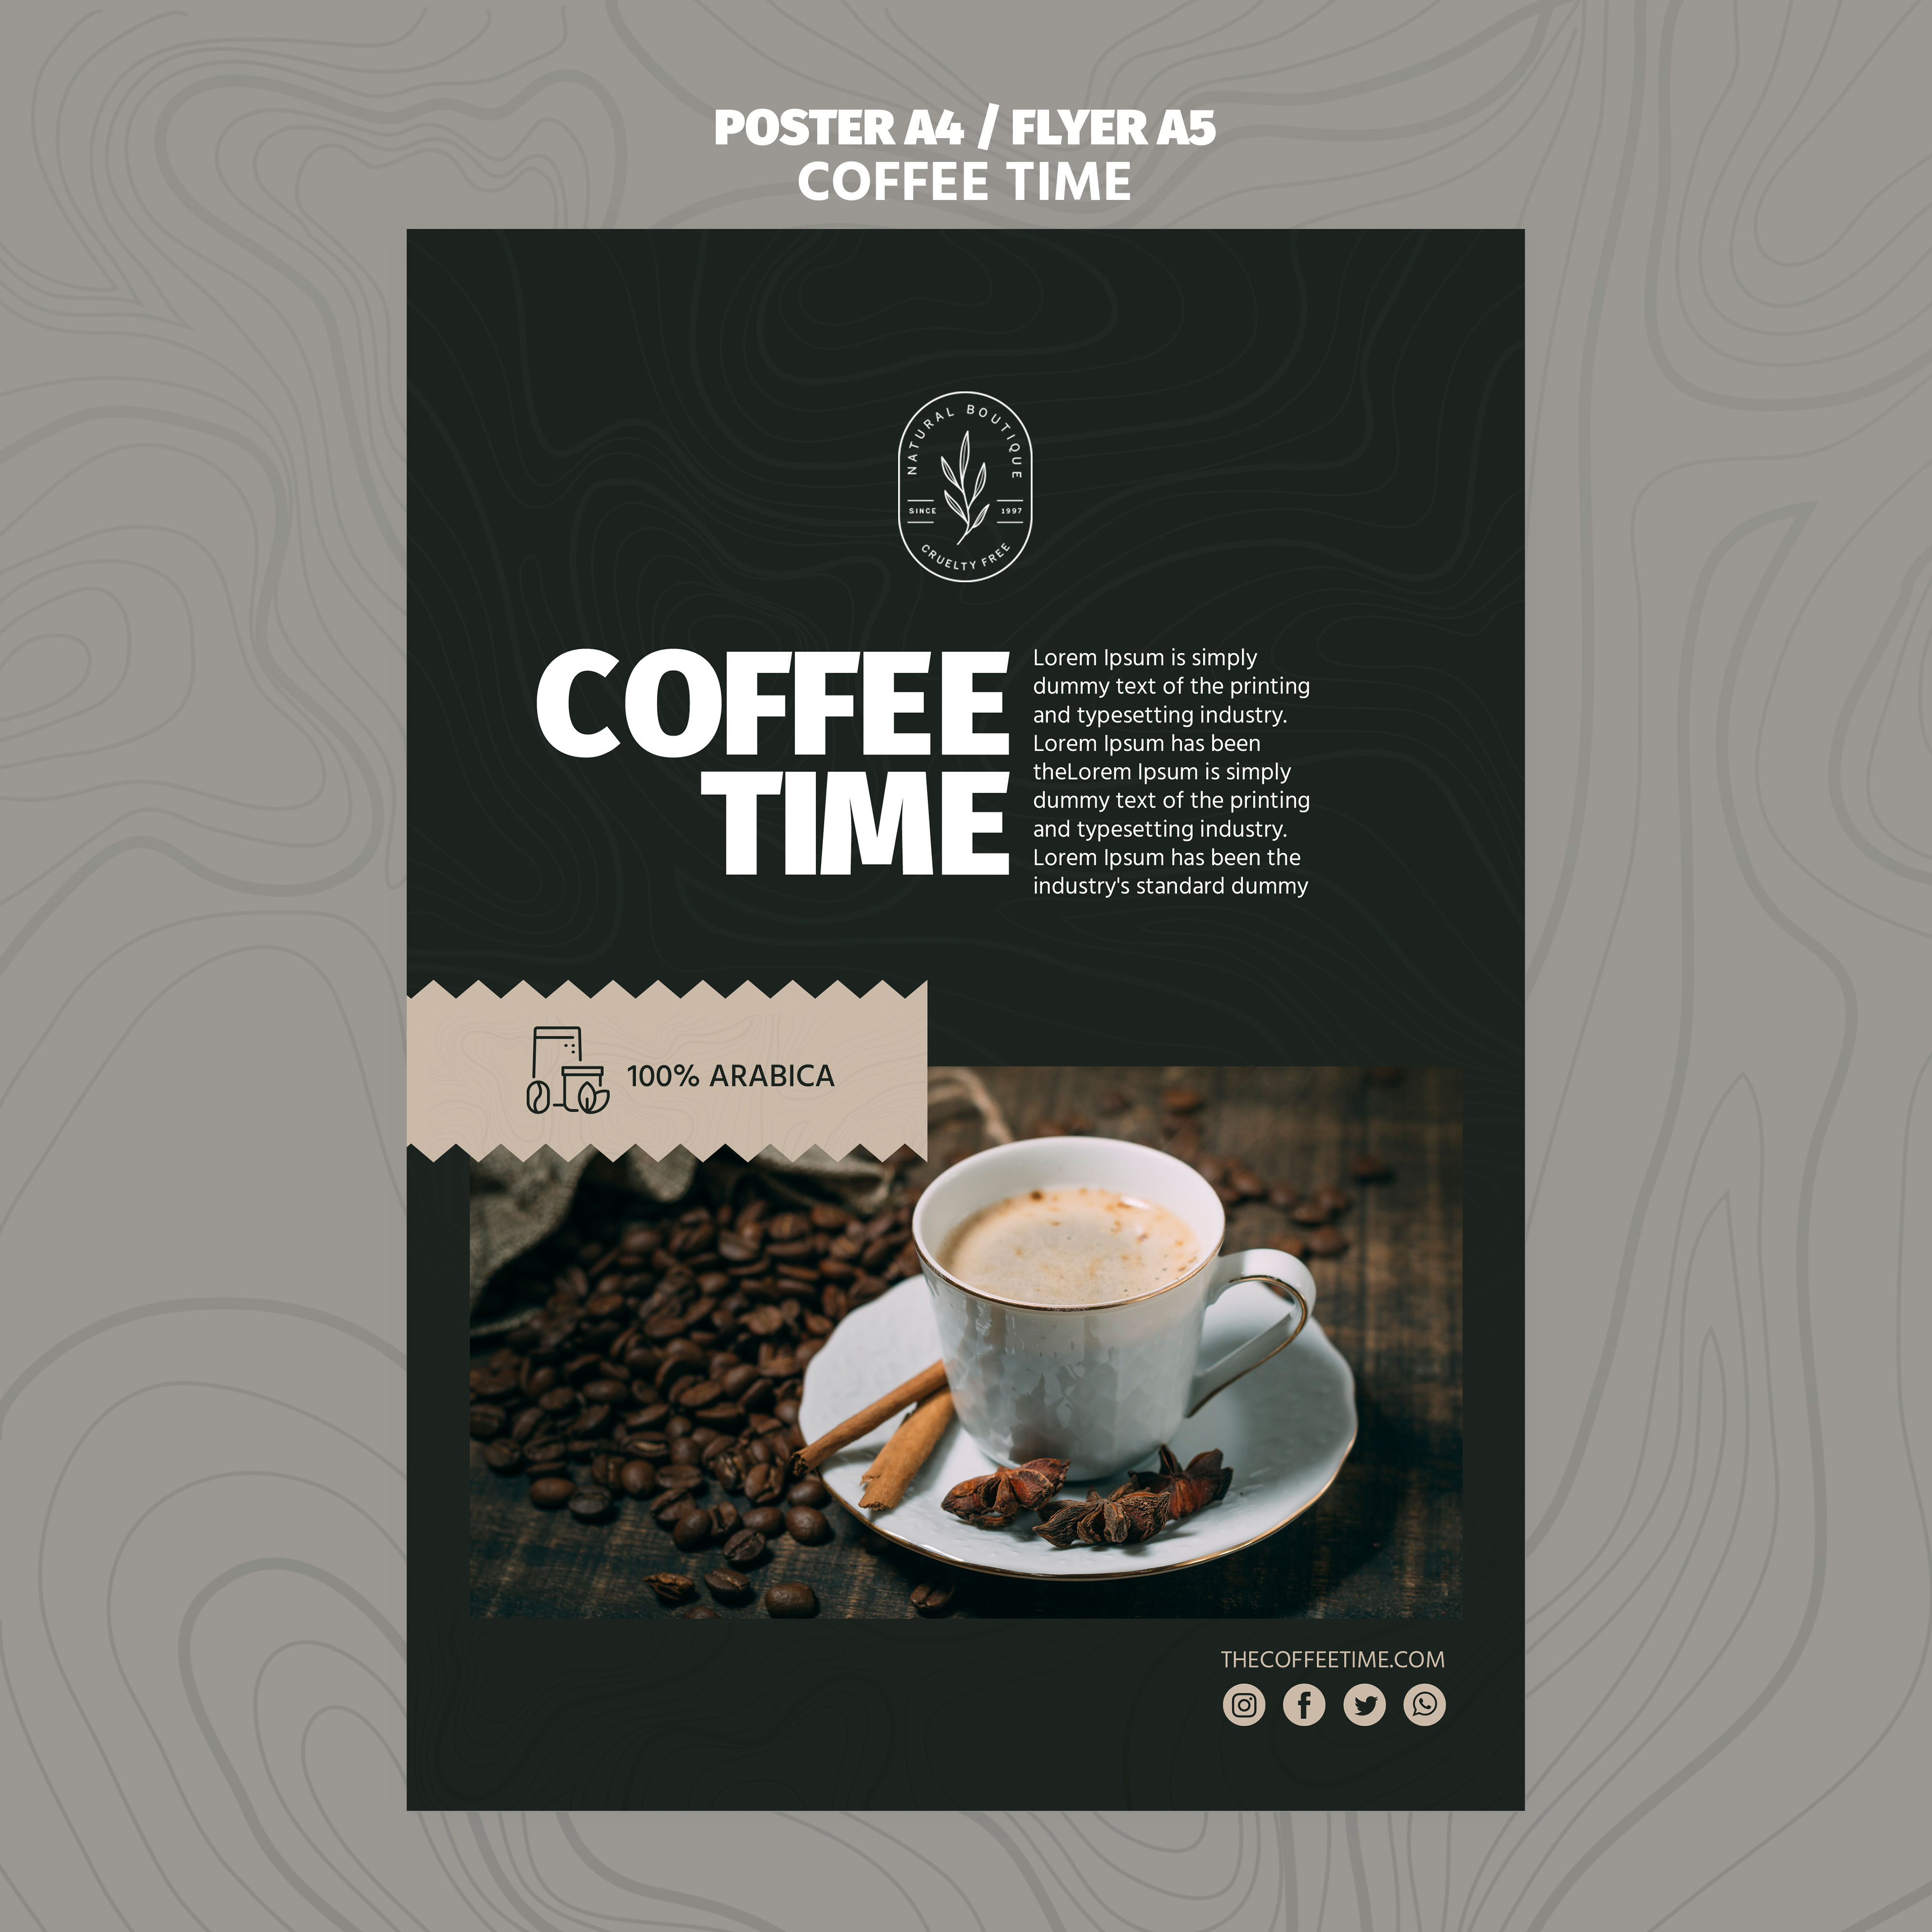 POSTER A4 / FLYER A5
COFFEE TIME
NATURAL BOUTIQUE
SINCE 1997
CRUELTY FREE
COFFEE
TIME
Lorem Ipsum is simply
dummy text of the printing
and typesetting industry.
Lorem Ipsum has been
theLorem Ipsum is simply
dummy text of the printing
and typesetting industry.
Lorem Ipsum has been the
industry's standard dummy
100% ARABICA
THECOFFEETIME.COM